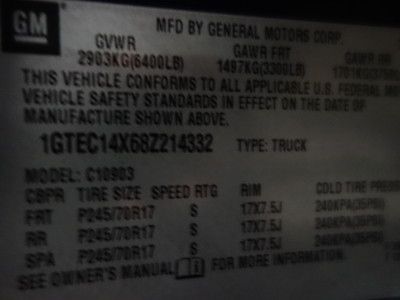 GM
MFD BY GENERAL MOTORS CORP.
GVWR GAWR FRT GAWR RR
2903KG(6400LB) 1497KG(3300LB)
THIS VEHICLE CONFORMS TO ALL APPLICABLE U.S. FEDERAL
VEHICLE SAFETY STANDARDS IN EFFECT ON THE DATE OF
MANUFACTURE SHOWN ABOVE.
1GTEC14X68Z214332 TYPE: TRUCK
MODEL: C10903
TIRE SIZE SPEED RTG RIM COLD TIRE PRESS
FRT P245/70R17 S 17X7.5J 240KPA(35PSI)
RR P245/70R17 S 17X7.5J 240KPA(35PSI)
SPA P245/70R17 S 17X7.5J 240KPA(35PSI)
SEE OWNER'S MANUAL FOR MORE INFORMATION.